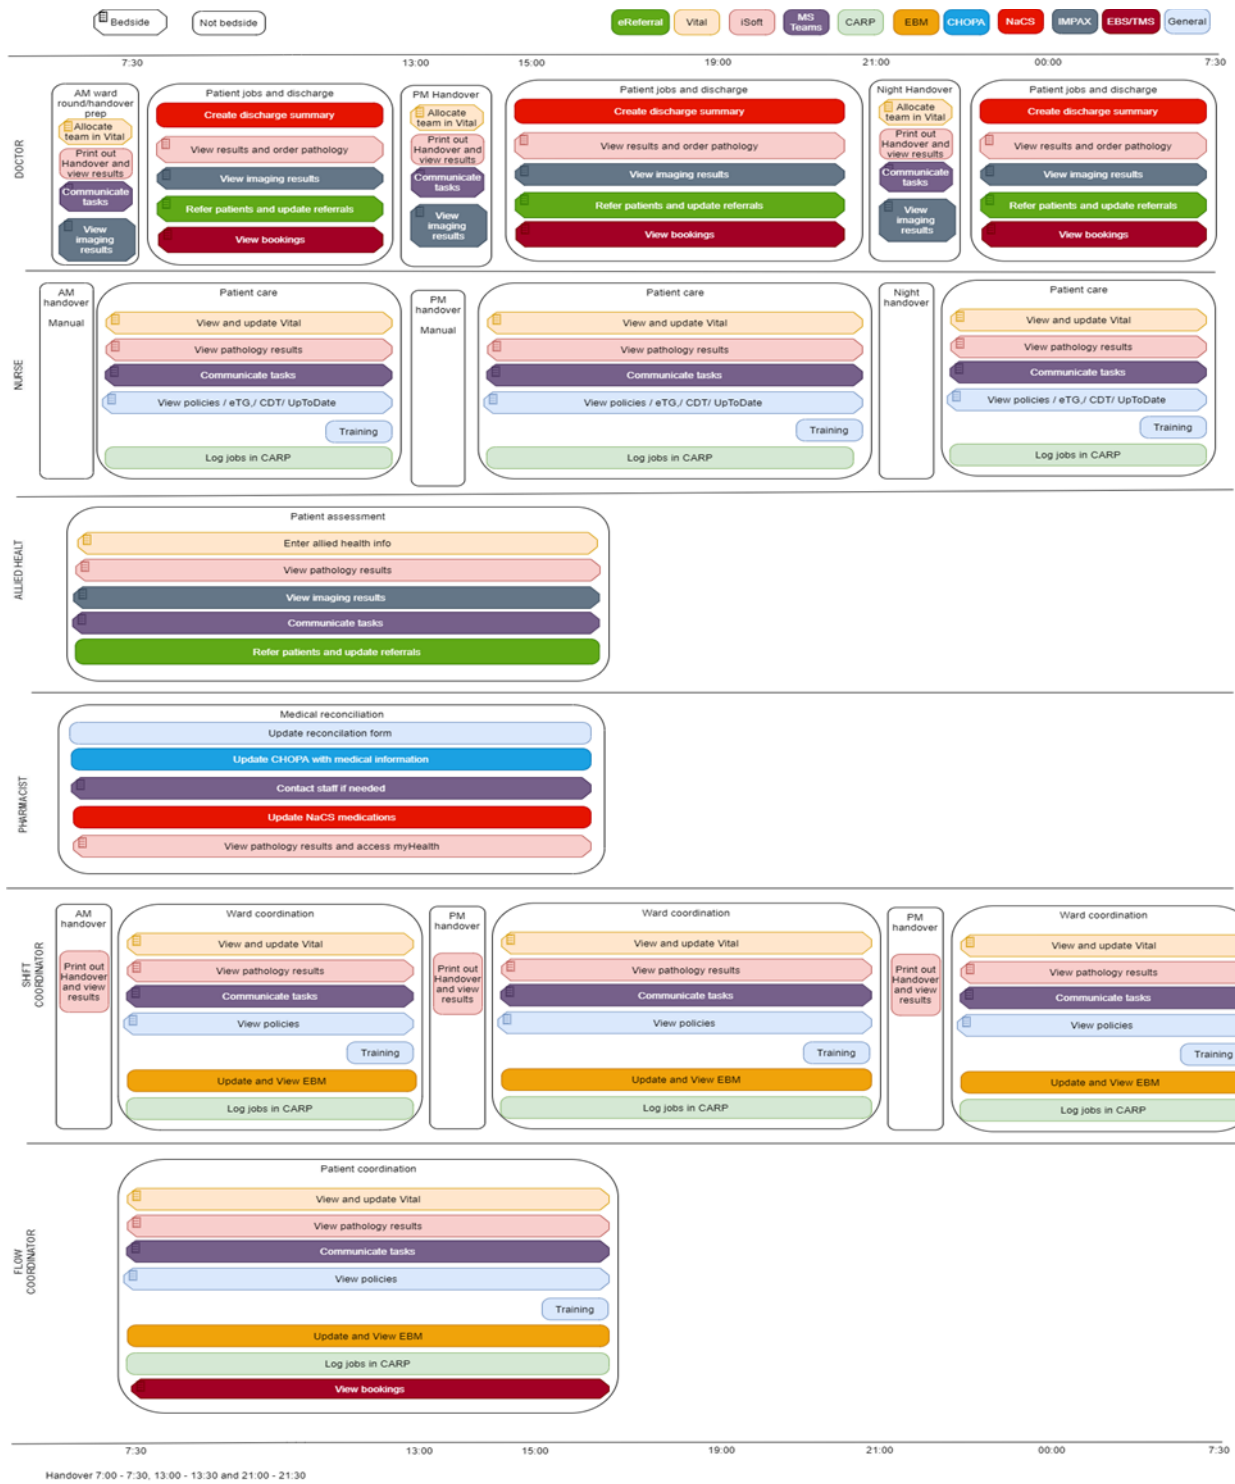 Bedside
Not bedside
eReferral
Vital
iSoft
MS
Teams
CARP
EBM
CHOPA
NaCS
IMPAX
EBS/TMS
General
7:30
13:00
15:00
19:00
21:00
00:00
7:30
DOCTOR
AM ward
round/handover
prep
Allocate
team in Vital
Print out
Handover and
view results
Communicate
tasks
View
imaging
results
Patient jobs and discharge
Create discharge summary
View results and order pathology
View imaging results
Refer patients and update referrals
View bookings
PM Handover
Allocate
team in Vital
Print out
Handover and
view results
Communicate
tasks
View
imaging
results
Patient jobs and discharge
Create discharge summary
View results and order pathology
View imaging results
Refer patients and update referrals
View bookings
Night Handover
Allocate
team in Vital
Print out
Handover and
view results
Communicate
tasks
View
imaging
results
Patient jobs and discharge
Create discharge summary
View results and order pathology
View imaging results
Refer patients and update referrals
View bookings
NURSE
AM
handover
Manual
Patient care
View and update Vital
View pathology results
Communicate tasks
View policies / eTG,/ CDT/ UpToDate
Training
Log jobs in CARP
PM
handover
Manual
Patient care
View and update Vital
View pathology results
Communicate tasks
View policies / eTG,/ CDT/ UpToDate
Training
Log jobs in CARP
Night
handover
Patient care
View and update Vital
View pathology results
Communicate tasks
View policies / eTG,/ CDT/ UpToDate
Training
Log jobs in CARP
ALLIED HEALT
Patient assessment
Enter allied health info
View pathology results
View imaging results
Communicate tasks
Refer patients and update referrals
PHARMACIST
Medical reconciliation
Update reconcilation form
Update CHOPA with medical information
Contact staff if needed
Update NaCS medications
View pathology results and access myHealth
SHIFT
COORDINATOR
AM
handover
Print out
Handover
and view
results
Ward coordination
View and update Vital
View pathology results
Communicate tasks
View policies
Training
Update and View EBM
Log jobs in CARP
PM
handover
Print out
Handover
and view
results
Ward coordination
View and update Vital
View pathology results
Communicate tasks
View policies
Training
Update and View EBM
Log jobs in CARP
PM
handover
Print out
Handover
and view
results
Ward coordination
View and update Vital
View pathology results
Communicate tasks
View policies
Training
Update and View EBM
Log jobs in CARP
FLOW
COORDINATOR
Patient coordination
View and update Vital
View pathology results
Communicate tasks
View policies
Training
Update and View EBM
Log jobs in CARP
View bookings
7:30
13:00
15:00
19:00
21:00
00:00
7:30
Handover 7:00 - 7:30, 13:00 - 13:30 and 21:00 - 21:30